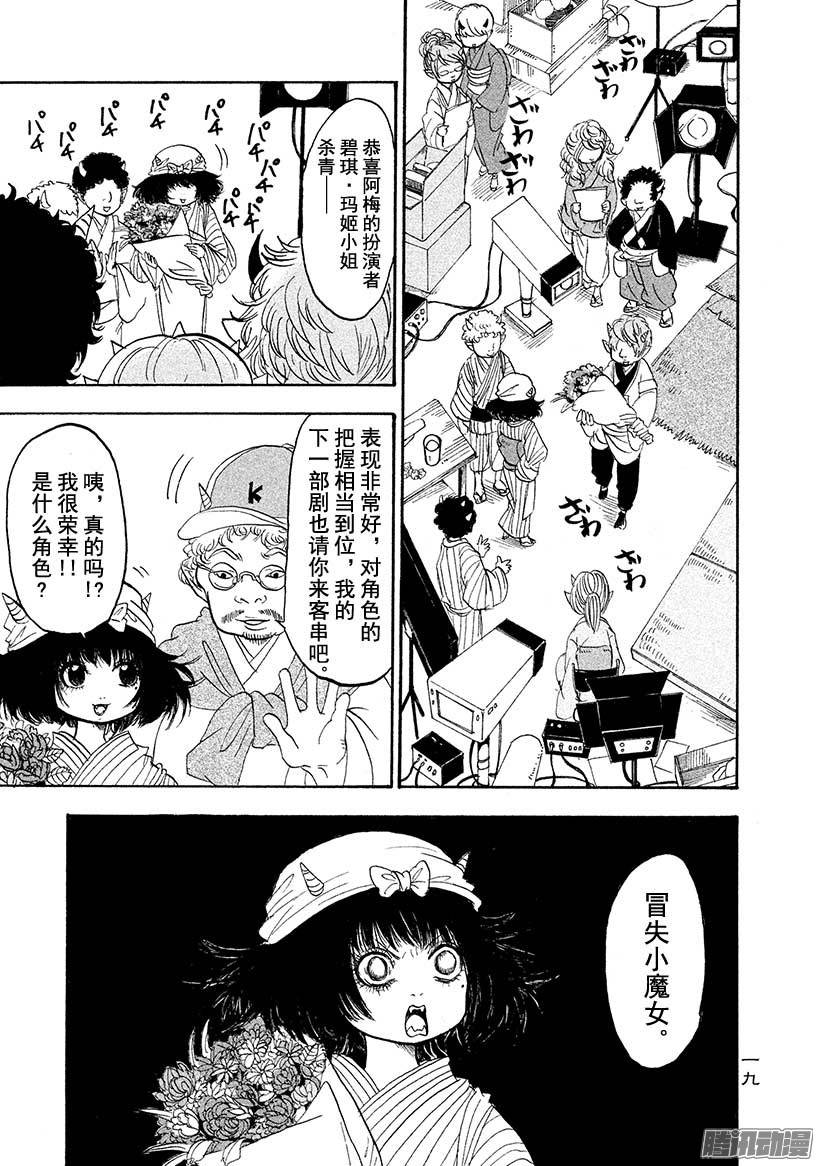 ざわ
ざわ
ざわ
ざわ
ざわ
ざわ
恭喜阿梅的扮演者
碧琪·玛姬小姐
杀青——
パチ
パチ
パチ
パチ
パチ
パチ
表现非常好，对角色的
把握相当到位，我的
下一部剧也请你来客串吧。
K
咦，真的吗!?
我很荣幸!!
是什么角色？
冒失小魔女。
一九
腾讯动漫